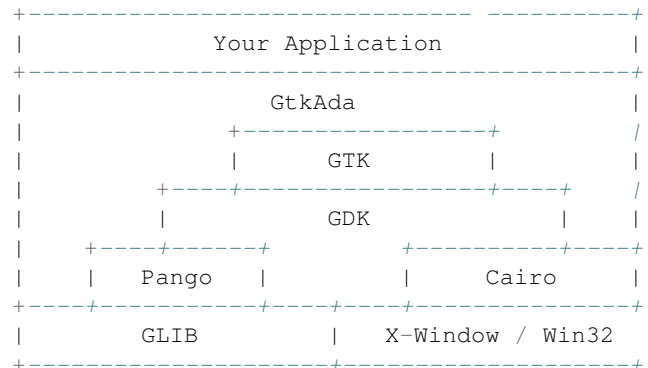 Your Application
GtkAda
GTK
GDK
Pango Cairo
GLIB X-Window / Win32